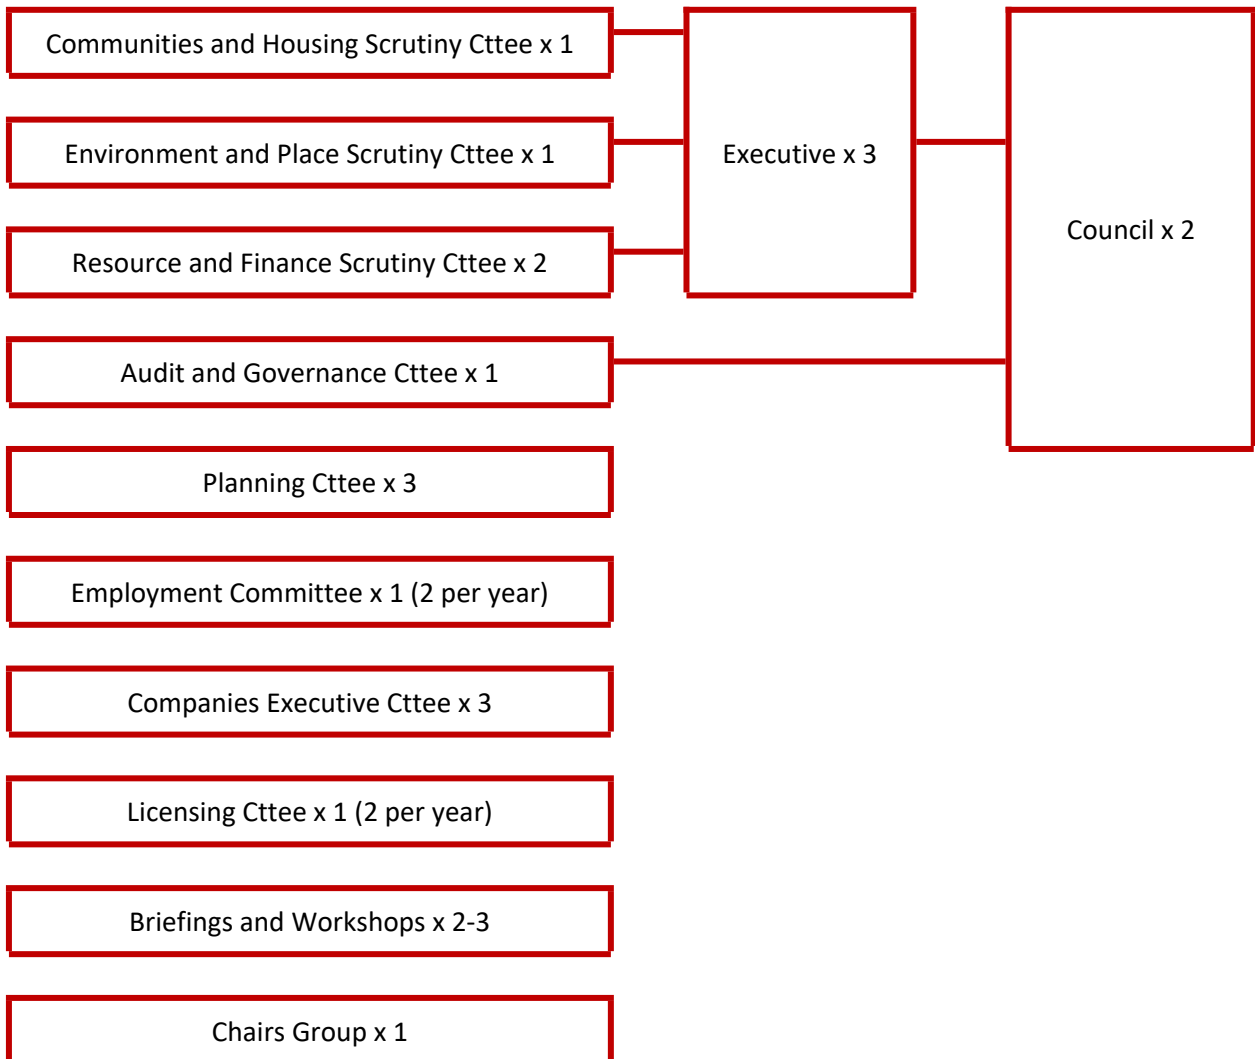 Communities and Housing Scrutiny Cttee x 1
Environment and Place Scrutiny Cttee x 1
Executive x 3
Council x 2
Resource and Finance Scrutiny Cttee x 2
Audit and Governance Cttee x 1
Planning Cttee x 3
Employment Committee x 1 (2 per year)
Companies Executive Cttee x 3
Licensing Cttee x 1 (2 per year)
Briefings and Workshops x 2-3
Chairs Group x 1